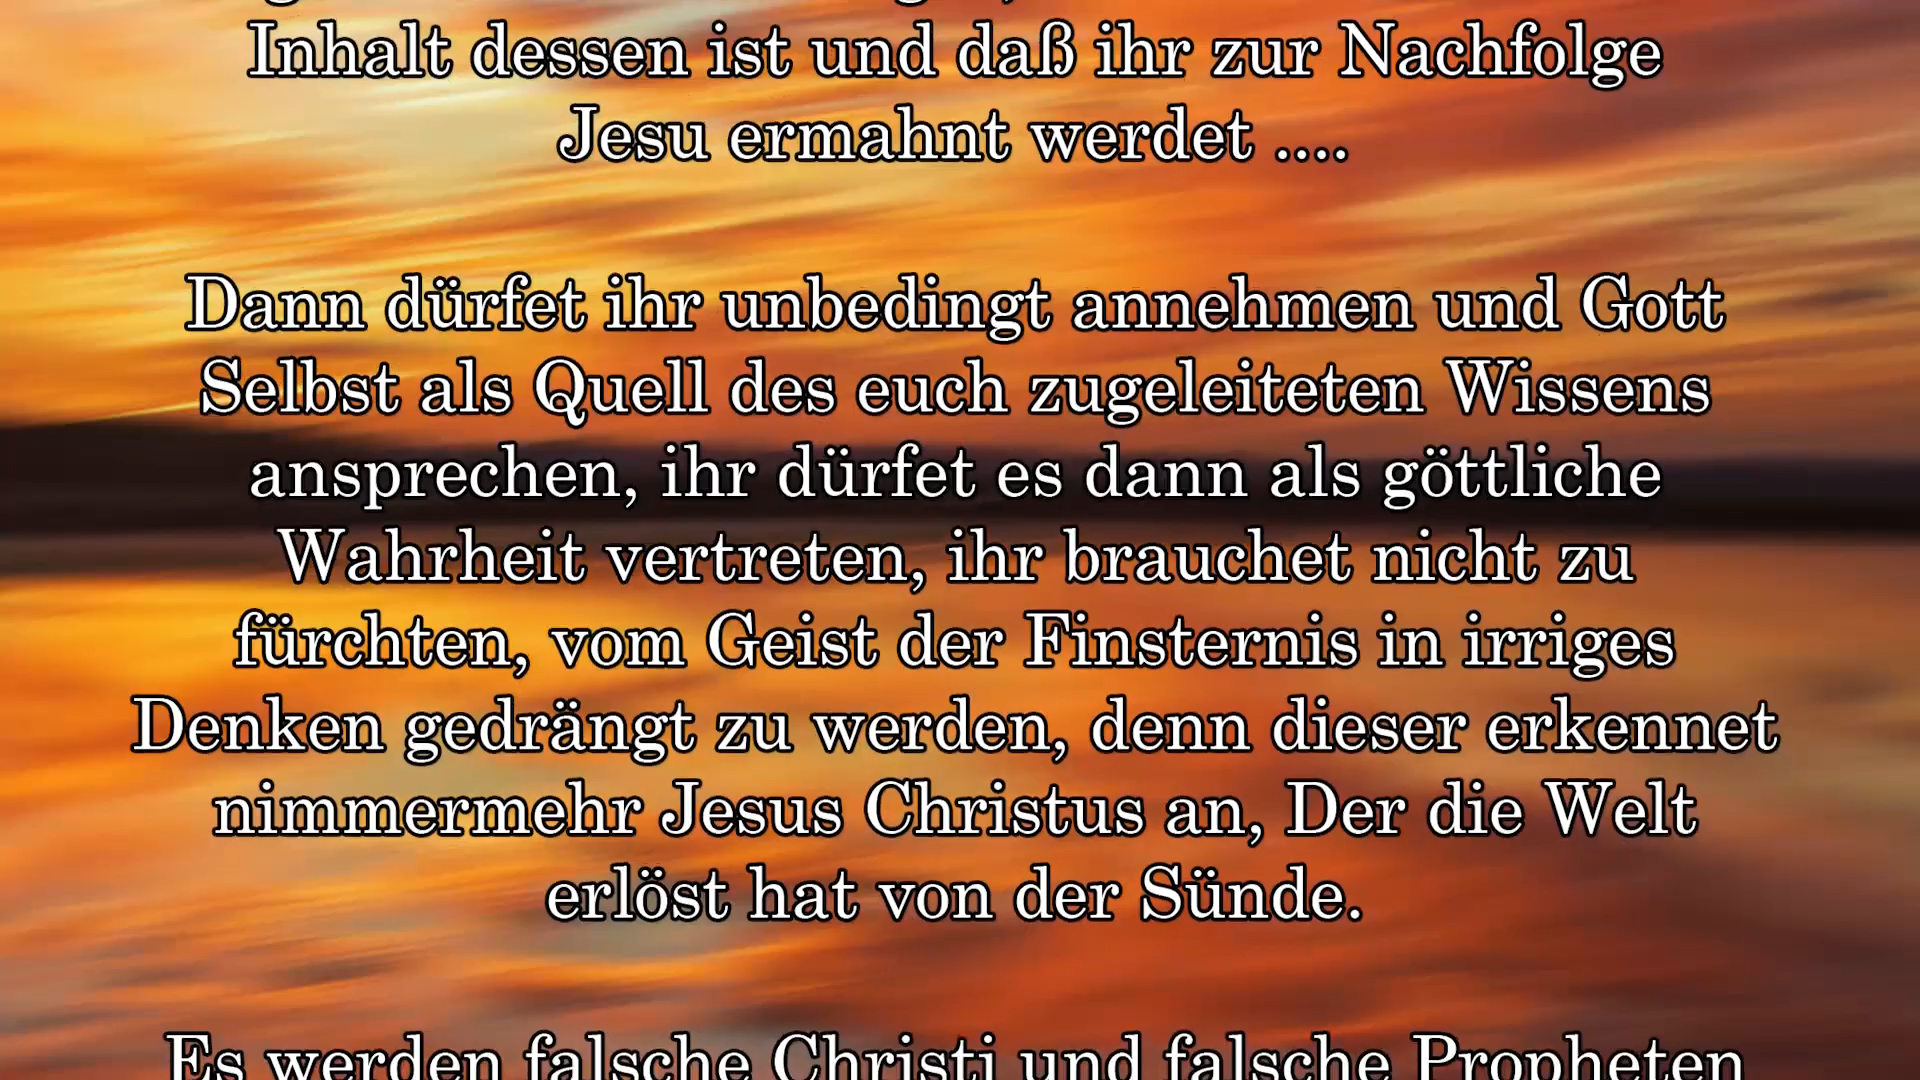 Inhalt dessen ist und daß ihr zur Nachfolge
Jesu ermahnt werdet ....
Dann dürfet ihr unbedingt annehmen und Gott
Selbst als Quell des euch zugeleiteten Wissens
ansprechen, ihr dürfet es dann als göttliche
Wahrheit vertreten, ihr brauchet nicht zu
fürchten, vom Geist der Finsternis in irriges
Denken gedrängt zu werden, denn dieser erkennet
nimmermehr Jesus Christus an, Der die Welt
erlöst hat von der Sünde.
Es werden falsche Christi und falsche Propheten